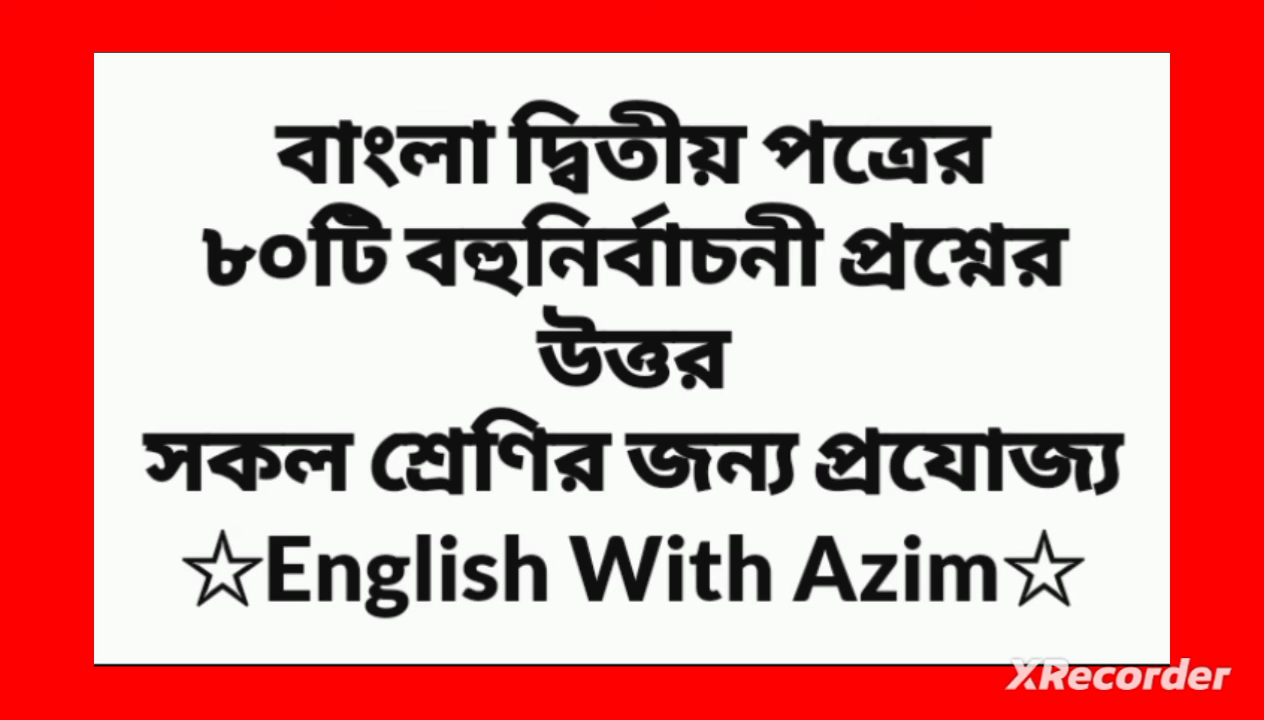 বাংলা দ্বিতীয় পত্রের
৮০টি বহুনির্বাচনী প্রশ্নের
উত্তর
সকল শ্রেণির জন্য প্রযোজ্য
☆English With Azim☆
XRecorder